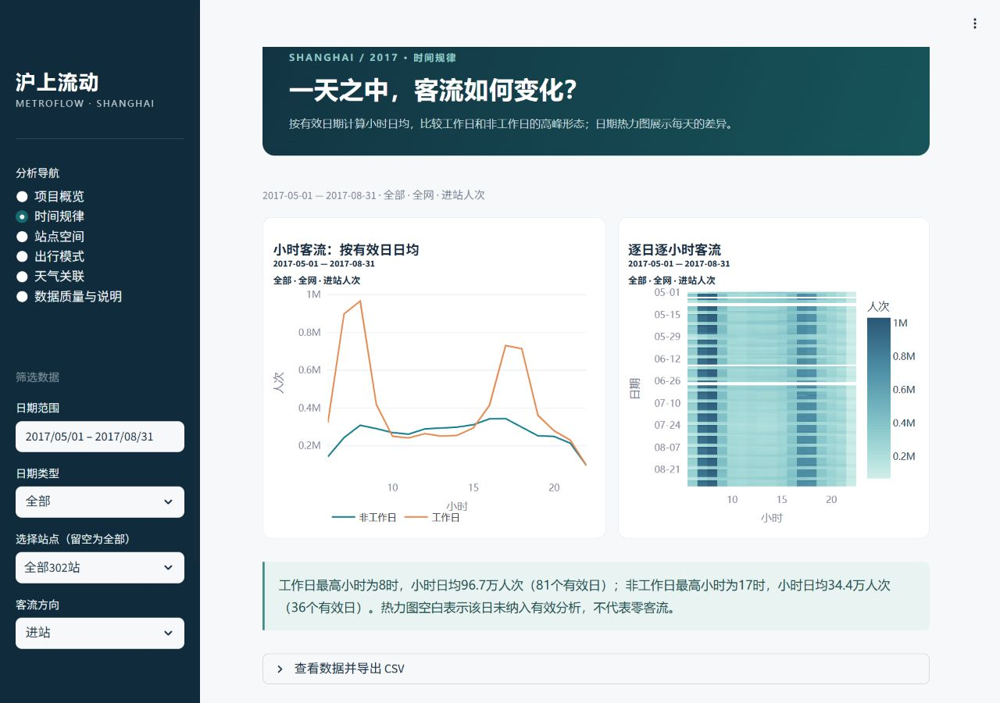 沪上流动
METROFLOW · SHANGHAI
分析导航
项目概览
时间规律
站点空间
出行模式
天气关联
数据质量与说明
筛选数据
日期范围
2017/05/01 – 2017/08/31
日期类型
全部
选择站点（留空为全部）
全部302站
客流方向
进站
SHANGHAI / 2017 • 时间规律
一天之中，客流如何变化？
按有效日期计算小时日均，比较工作日和非工作日的高峰形态；日期热力图展示每天的差异。
2017-05-01 — 2017-08-31 · 全部 · 全网 · 进站人次
小时客流：按有效日日均
2017-05-01 — 2017-08-31
全部 · 全网 · 进站人次
1M
0.8M
0.6M
0.4M
0.2M
人次
10 15 20
小时
非工作日 工作日
逐日逐小时客流
2017-05-01 — 2017-08-31
全部 · 全网 · 进站人次
05-01
05-15
05-29
06-12
06-26
07-10
07-24
08-07
08-21
日期
10 15 20
小时
人次
1M
0.8M
0.6M
0.4M
0.2M
工作日最高小时为8时，小时日均96.7万人次（81个有效日）；非工作日最高小时为17时，小时日均34.4万人次
（36个有效日）。热力图空白表示该日未纳入有效分析，不代表零客流。
查看数据并导出 CSV